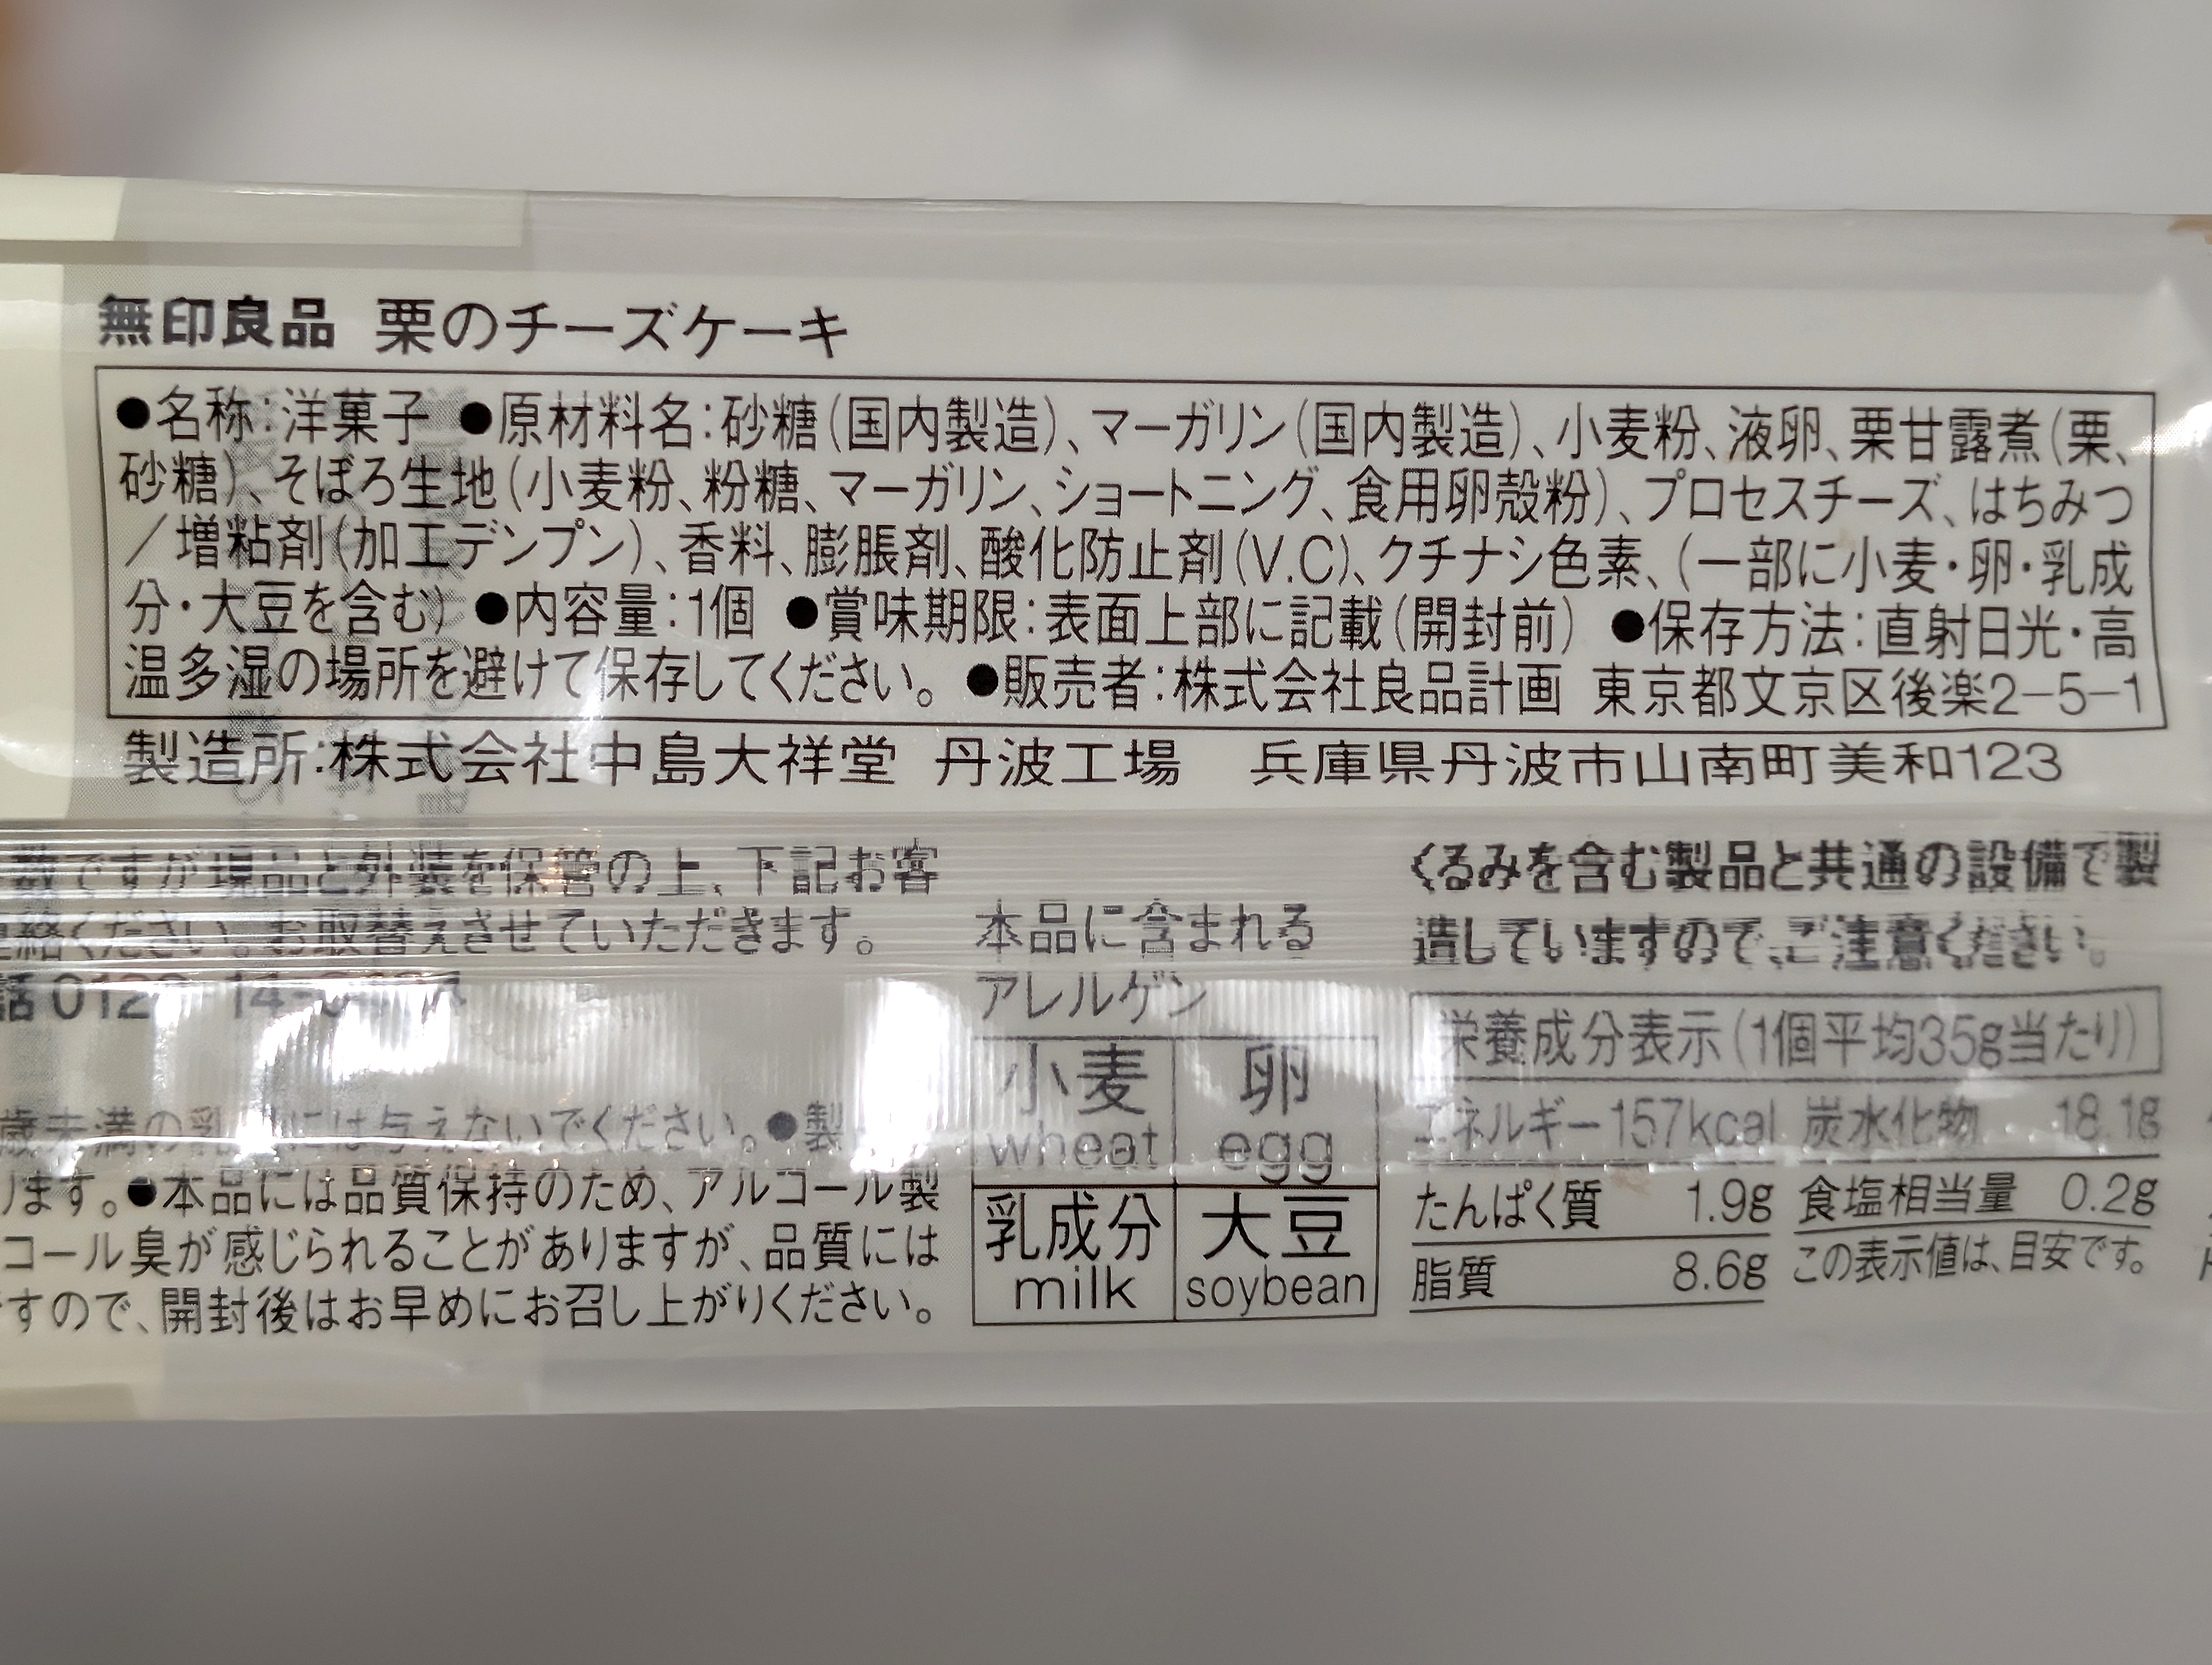 無印良品 栗のチーズケーキ
●名称:洋菓子 ●原材料名:砂糖(国内製造)、マーガリン(国内製造)、小麦粉、液卵、栗甘露煮(栗、
砂糖)、そぼろ生地(小麦粉、粉糖、マーガリン、ショートニング、食用卵殻粉)、プロセスチーズ、はちみつ
/増粘剤(加工デンプン)、香料、膨脹剤、酸化防止剤(V.C)、クチナシ色素、(一部に小麦・卵・乳成
分・大豆を含む) ●内容量:1個 ●賞味期限:表面上部に記載(開封前) ●保存方法:直射日光・高
温多湿の場所を避けて保存してください。 ●販売者:株式会社良品計画 東京都文京区後楽2-5-1
製造所:株式会社中島大祥堂 丹波工場 兵庫県丹波市山南町美和123
数ですが現品と外装を保管の上、下記お客
絡ください。お取替えさせていただきます。
話0120
歳未満の乳 には与えないでください。●製
ります。●本品には品質保持のため、アルコール製
コール臭が感じられることがありますが、品質には
すので、開封後はお早めにお召し上がりください。
本品に含まれる
アレルゲン
小麦 卵
wheat egg
乳成分 大豆
milk soybean
くるみを含む製品と共通の設備で製
造していますので、ご注意ください。
栄養成分表示(1個平均35g当たり)
エネルギー 157kcal 炭水化物 18.1g
たんぱく質 1.9g 食塩相当量 0.2g
脂質 8.6g この表示値は、目安です。